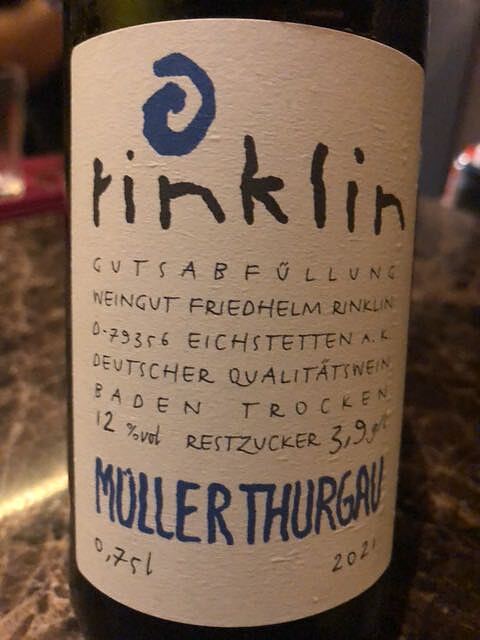 rinklin
GUTSABFÜLLUNG
WEINGUT FRIEDHELM RINKLIN
D-79356 EICHSTETTEN A.K.
DEUTSCHER QUALITÄTSWEIN
BADEN TROCKEN
12 %vol RESTZUCKER 3,9 g/l
MÜLLER THURGAU
0,75l 2021